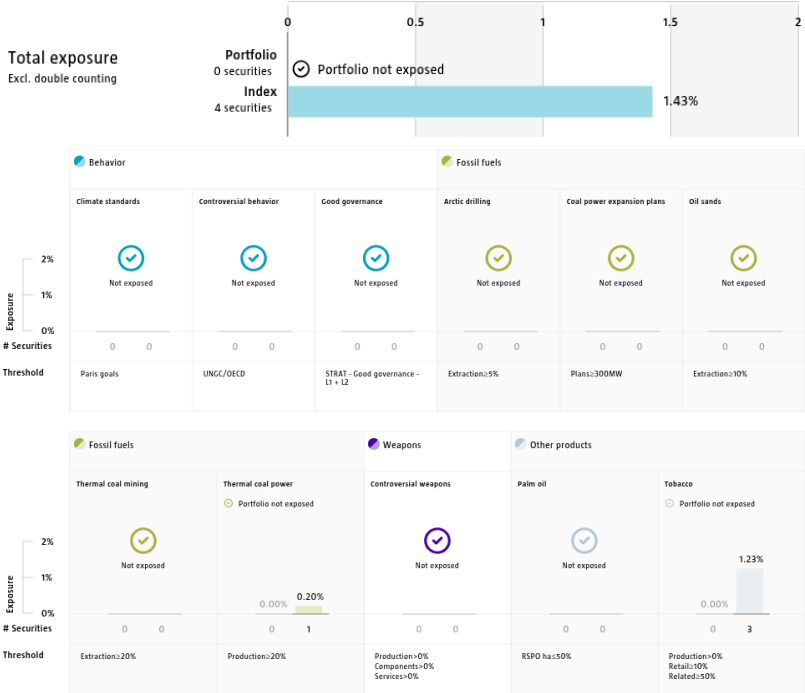 0 0.5 1 1.5 2
Total exposure
Excl. double counting
Portfolio
0 securities
Portfolio not exposed
Index
4 securities
1.43%
Behavior
Fossil fuels
Climate standards
Controversial behavior
Good governance
Arctic drilling
Coal power expansion plans
Oil sands
Exposure
2%
1%
0%
Not exposed
Not exposed
Not exposed
Not exposed
Not exposed
Not exposed
# Securities
0 0
0 0
0 0
0 0
0 0
0 0
Threshold
Paris goals
UNGC/OECD
STRAT - Good governance -
L1 + L2
Extraction≥5%
Plans≥300MW
Extraction≥10%
Fossil fuels
Weapons
Other products
Thermal coal mining
Thermal coal power
Controversial weapons
Palm oil
Tobacco
Portfolio not exposed
Portfolio not exposed
Exposure
2%
1%
0%
Not exposed
0.00% 0.20%
Not exposed
Not exposed
0.00% 1.23%
# Securities
0 0
0 1
0 0
0 0
0 3
Threshold
Extraction≥20%
Production≥20%
Production>0%
Components>0%
Services>0%
RSPO ha≤50%
Production>0%
Retail≥10%
Related≥50%